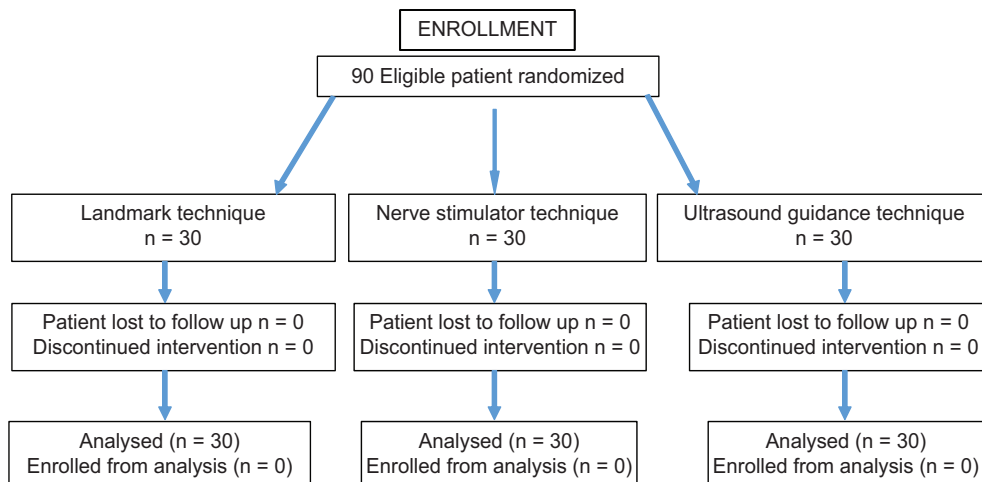 ENROLLMENT
90 Eligible patient randomized
Landmark technique
n = 30
Nerve stimulator technique
n = 30
Ultrasound guidance technique
n = 30
Patient lost to follow up n = 0
Discontinued intervention n = 0
Patient lost to follow up n = 0
Discontinued intervention n = 0
Patient lost to follow up n = 0
Discontinued intervention n = 0
Analysed (n = 30)
Enrolled from analysis (n = 0)
Analysed (n = 30)
Enrolled from analysis (n = 0)
Analysed (n = 30)
Enrolled from analysis (n = 0)